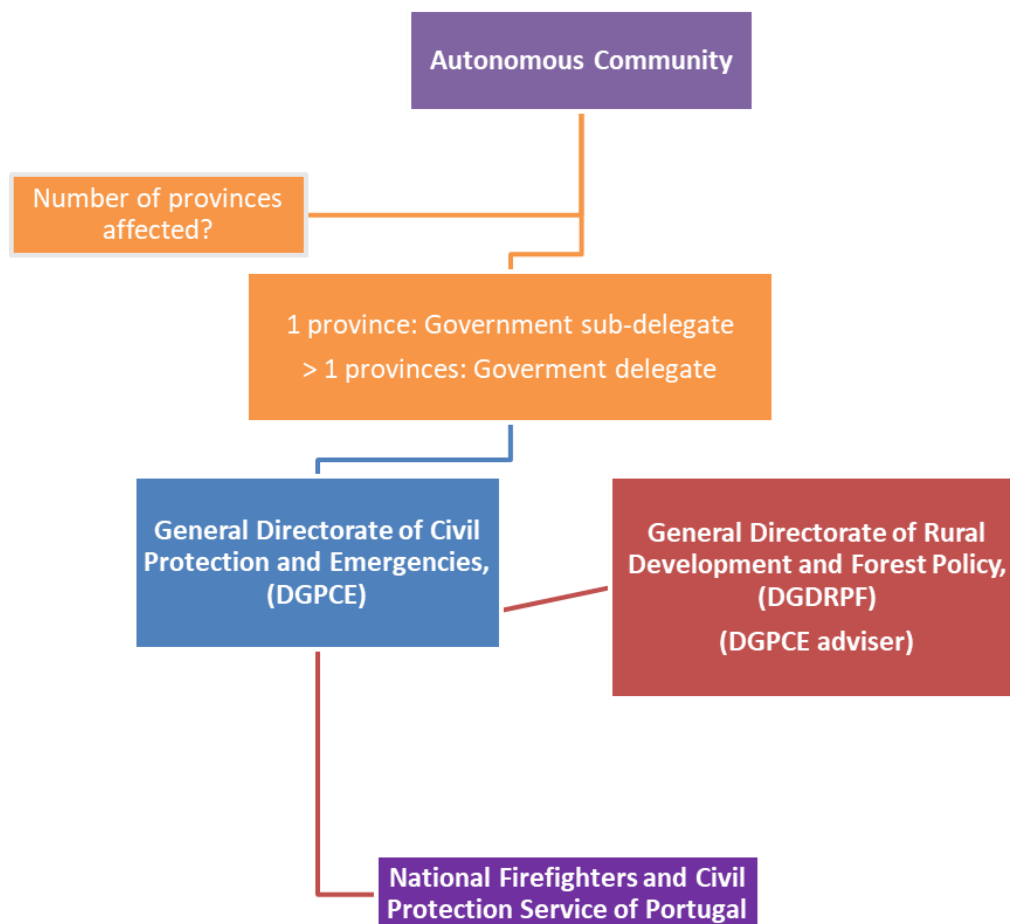 Autonomous Community
Number of provinces
affected?
1 province: Government sub-delegate
> 1 provinces: Goverment delegate
General Directorate of Civil
Protection and Emergencies,
(DGPCE)
General Directorate of Rural
Development and Forest Policy,
(DGDRPF)
(DGPCE adviser)
National Firefighters and Civil
Protection Service of Portugal